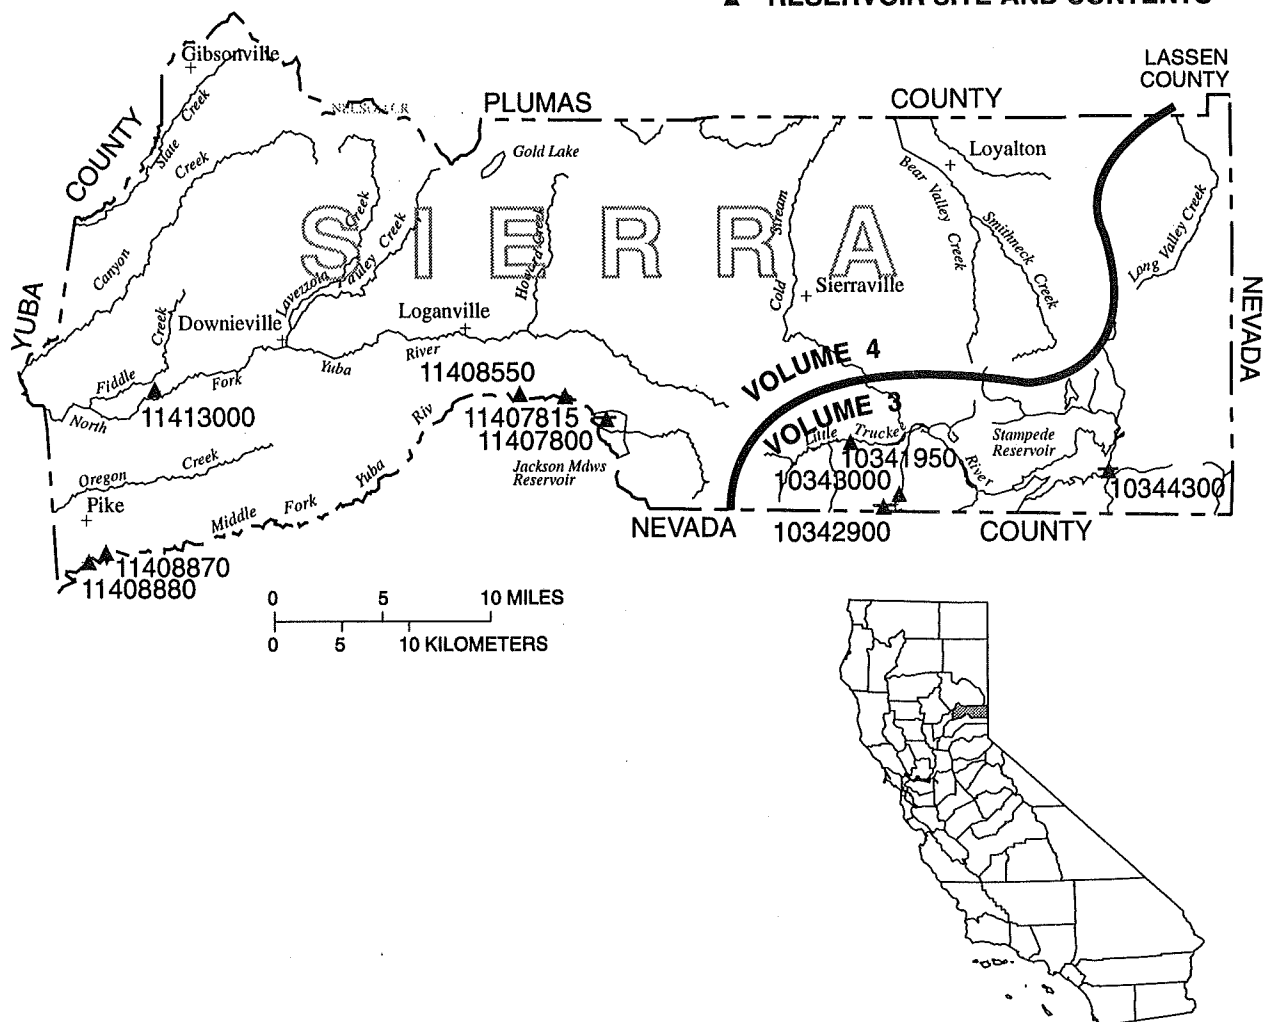 RESERVOIR SITE AND CONTENTS
Gibsonville
LASSEN
COUNTY
NELSON CR
PLUMAS
COUNTY
COUNTY
Slate Creek
Creek
Gold Lake
Loyalton
Bear Valley Creek
Smithneck Creek
Long Valley Creek
SIERRA
Canyon
Lavezzola Creek
Pauley Creek
Howard Creek
Cold Stream
Sierraville
YUBA
NEVADA
Downieville
Loganville
Creek
Fiddle
River
Yuba
Fork
North
VOLUME 4
VOLUME 3
11408550
11413000
11407815
11407800
Riv
Jackson Mdws
Reservoir
Little Truckee
River
Stampede
Reservoir
10341950
10343000
10344300
10342900
Oregon Creek
Pike
Middle Fork Yuba
NEVADA
COUNTY
11408870
11408880
0 5 10 MILES
0 5 10 KILOMETERS